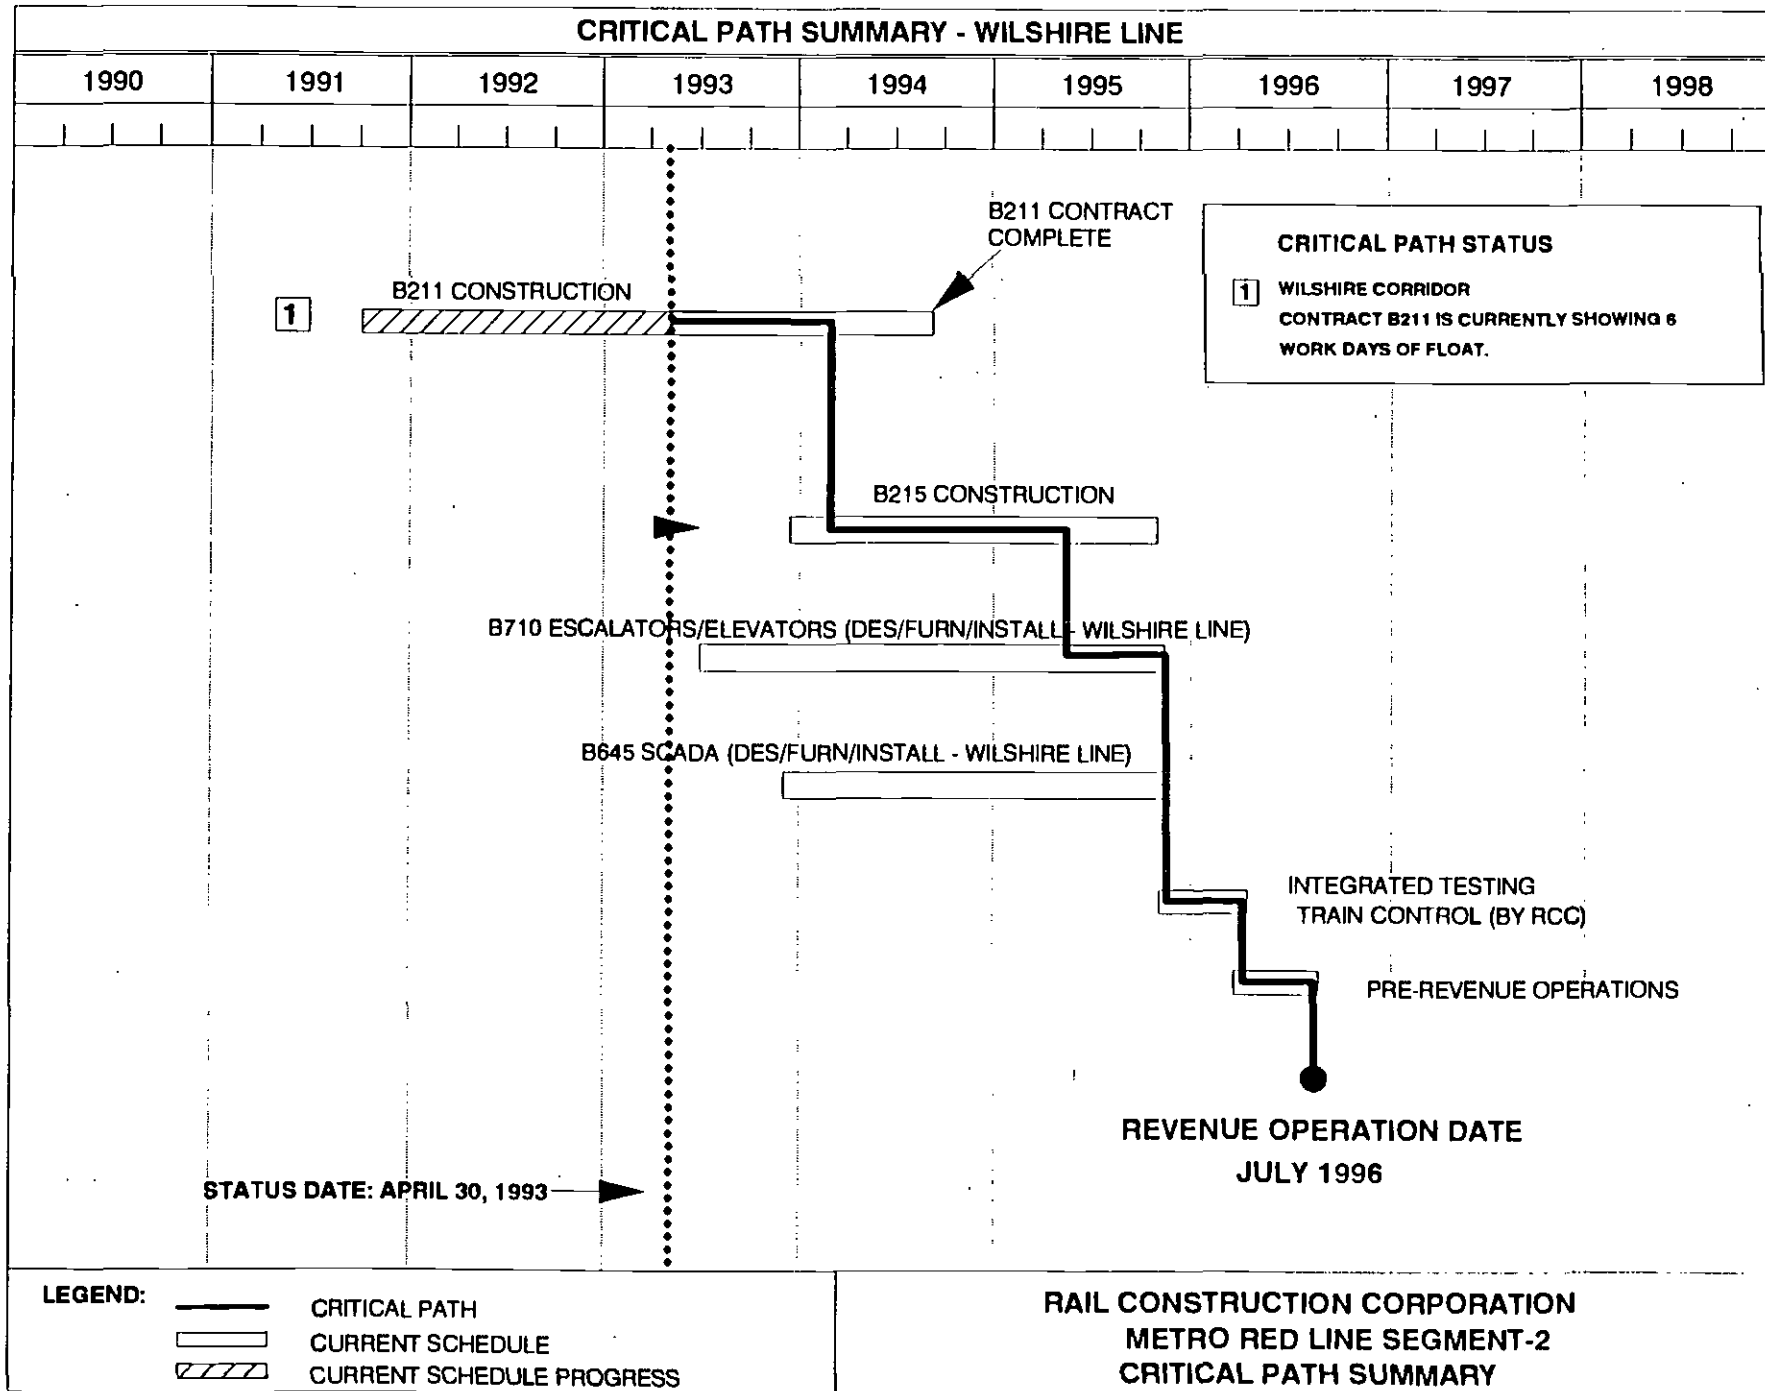 CRITICAL PATH SUMMARY - WILSHIRE LINE
1990 1991 1992 1993 1994 1995 1996 1997 1998
B211 CONTRACT
COMPLETE
CRITICAL PATH STATUS
1 WILSHIRE CORRIDOR
CONTRACT B211 IS CURRENTLY SHOWING 6
WORK DAYS OF FLOAT.
B211 CONSTRUCTION
1
B215 CONSTRUCTION
B710 ESCALATORS/ELEVATORS (DES/FURN/INSTALL - WILSHIRE LINE)
B645 SCADA (DES/FURN/INSTALL - WILSHIRE LINE)
INTEGRATED TESTING
TRAIN CONTROL (BY RCC)
PRE-REVENUE OPERATIONS
REVENUE OPERATION DATE
JULY 1996
STATUS DATE: APRIL 30, 1993
LEGEND:
CRITICAL PATH
CURRENT SCHEDULE
CURRENT SCHEDULE PROGRESS
RAIL CONSTRUCTION CORPORATION
METRO RED LINE SEGMENT-2
CRITICAL PATH SUMMARY